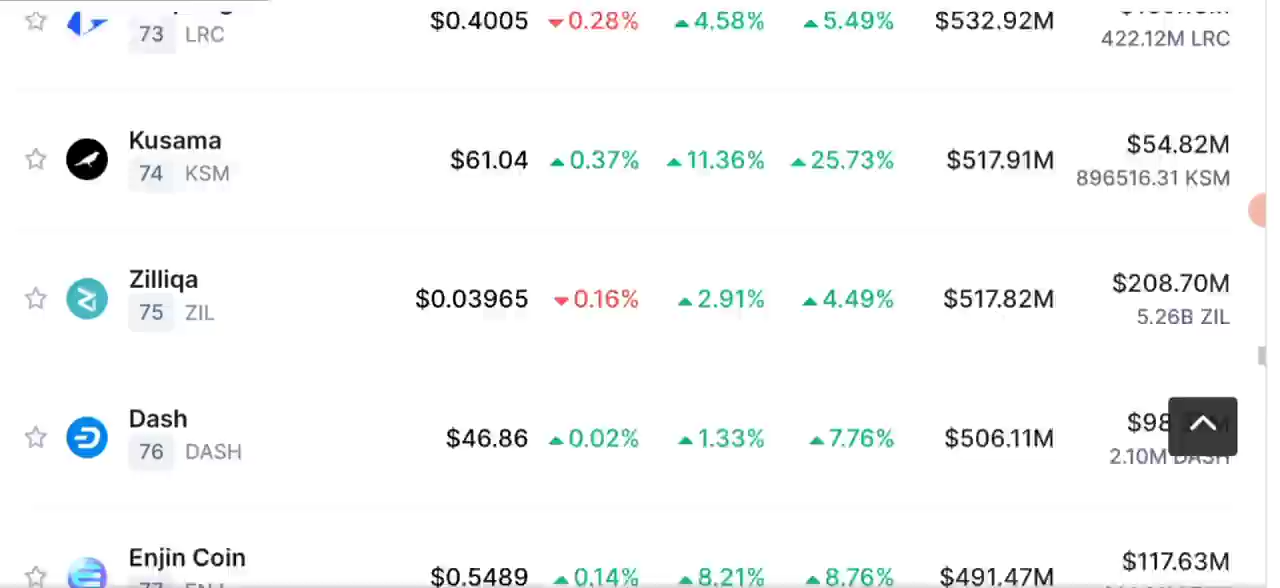 $0.4005 0.28% 4.58% 5.49% $532.92M
73 LRC 422.12M LRC
Kusama $54.82M
$61.04 0.37% 11.36% 25.73% $517.91M
74 KSM 896516.31 KSM
Zilliqa $208.70M
$0.03965 0.16% 2.91% 4.49% $517.82M
75 ZIL 5.26B ZIL
Dash
$46.86 0.02% 1.33% 7.76% $506.11M
76 DASH 2.10M DASH
Enjin Coin $117.63M
$0.5489 0.14% 8.21% 8.76% $491.47M